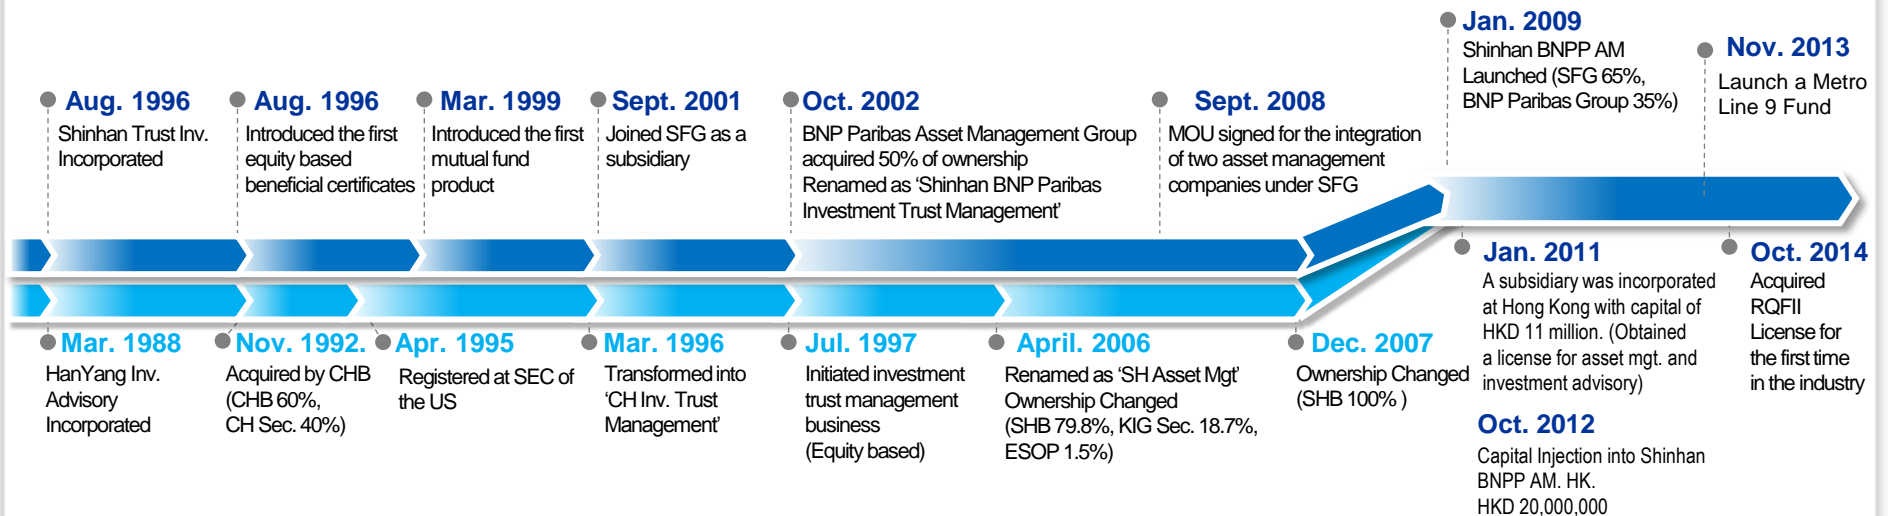 Aug. 1996
Shinhan Trust Inv.
Incorporated
Aug. 1996
Introduced the first
equity based
beneficial certificates
Mar. 1999
Introduced the first
mutual fund
product
Sept. 2001
Joined SFG as a
subsidiary
Oct. 2002
BNP Paribas Asset Management Group
acquired 50% of ownership
Renamed as ‘Shinhan BNP Paribas
Investment Trust Management’
Sept. 2008
MOU signed for the integration
of two asset management
companies under SFG
Jan. 2009
Shinhan BNPP AM
Launched (SFG 65%,
BNP Paribas Group 35%)
Nov. 2013
Launch a Metro
Line 9 Fund
Mar. 1988
HanYang Inv.
Advisory
Incorporated
Nov. 1992.
Acquired by CHB
(CHB 60%,
CH Sec. 40%)
Apr. 1995
Registered at SEC of
the US
Mar. 1996
Transformed into
‘CH Inv. Trust
Management’
Jul. 1997
Initiated investment
trust management
business
(Equity based)
April. 2006
Renamed as ‘SH Asset Mgt’
Ownership Changed
(SHB 79.8%, KIG Sec. 18.7%,
ESOP 1.5%)
Dec. 2007
Ownership Changed
(SHB 100% )
Jan. 2011
A subsidiary was incorporated
at Hong Kong with capital of
HKD 11 million. (Obtained
a license for asset mgt. and
investment advisory)
Oct. 2012
Capital Injection into Shinhan
BNPP AM. HK.
HKD 20,000,000
Oct. 2014
Acquired
RQFII
License for
the first time
in the industry